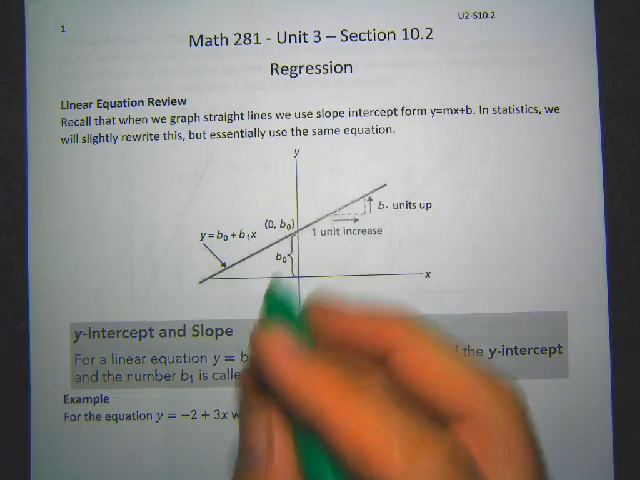 1
U2-S10.2
Math 281 - Unit 3 – Section 10.2
Regression
Linear Equation Review
Recall that when we graph straight lines we use slope intercept form y=mx+b. In statistics, we
will slightly rewrite this, but essentially use the same equation.
y
b₁ units up
(0, b₀)
y = b₀ + b₁x
1 unit increase
b₀
x
y-Intercept and Slope
For a linear equation y = b the y-intercept
and the number b₁ is calle
Example
For the equation y = −2 + 3x w